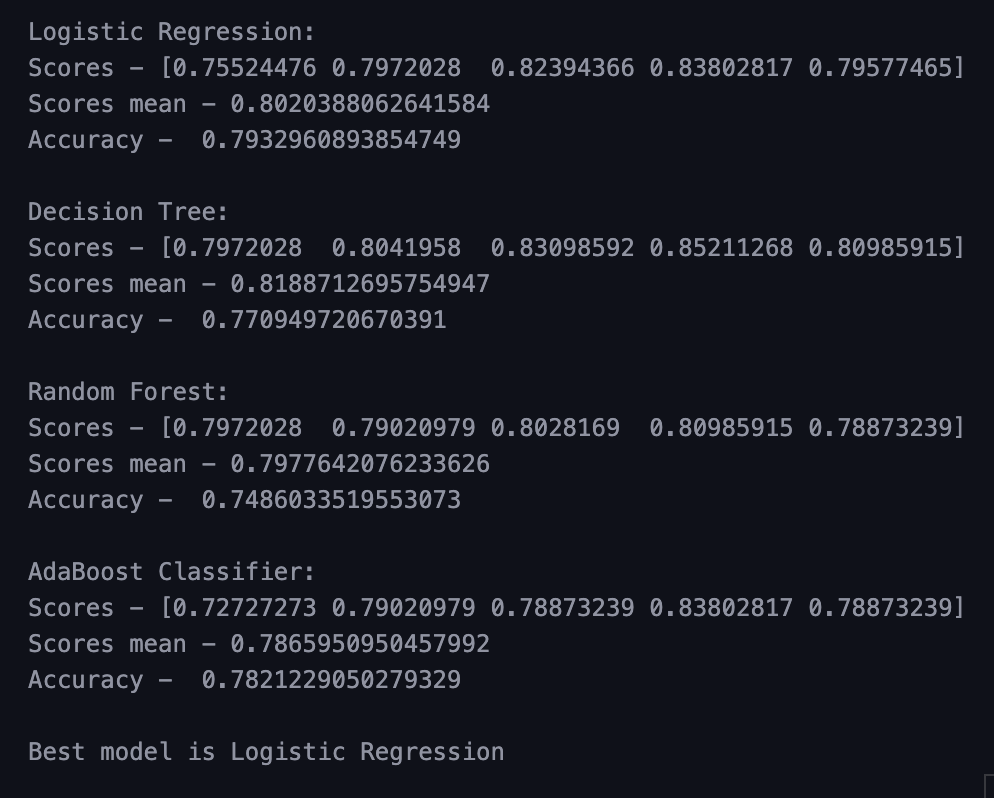 Logistic Regression:
Scores – [0.75524476 0.7972028  0.82394366 0.83802817 0.79577465]
Scores mean – 0.8020388062641584
Accuracy –  0.7932960893854749
Decision Tree:
Scores – [0.7972028  0.8041958  0.83098592 0.85211268 0.80985915]
Scores mean – 0.8188712695754947
Accuracy –  0.770949720670391
Random Forest:
Scores – [0.7972028  0.79020979 0.8028169  0.80985915 0.78873239]
Scores mean – 0.7977642076233626
Accuracy –  0.7486033519553073
AdaBoost Classifier:
Scores – [0.72727273 0.79020979 0.78873239 0.83802817 0.78873239]
Scores mean – 0.7865950950457992
Accuracy –  0.7821229050279329
Best model is Logistic Regression